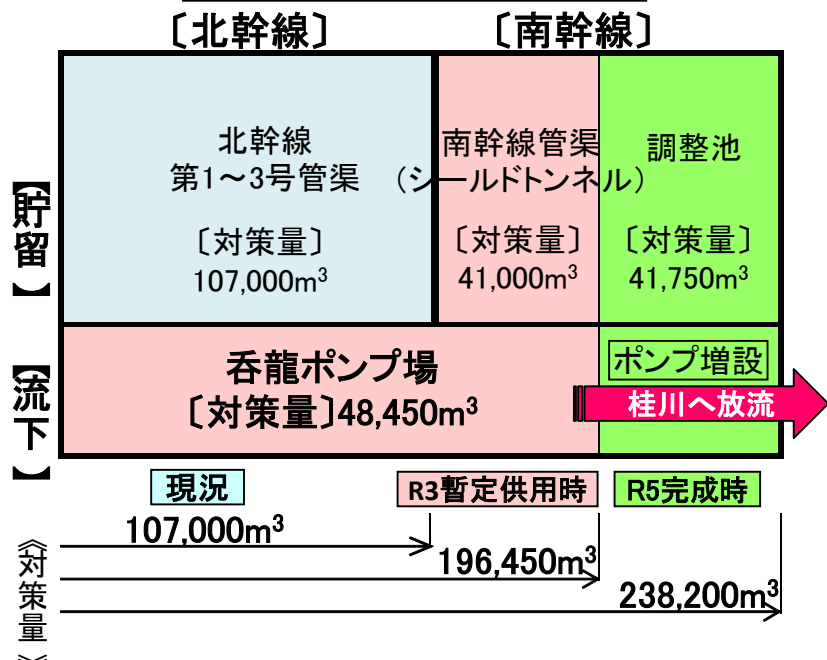 〔北幹線〕
〔南幹線〕
【貯留】
北幹線
第1～3号管渠
〔対策量〕
107,000m³
南幹線管渠
（シールドトンネル）
〔対策量〕
41,000m³
調整池
〔対策量〕
41,750m³
【流下】
呑龍ポンプ場
〔対策量〕48,450m³
ポンプ増設
桂川へ放流
現況
R3暫定供用時
R5完成時
《対策量》
107,000m³
196,450m³
238,200m³